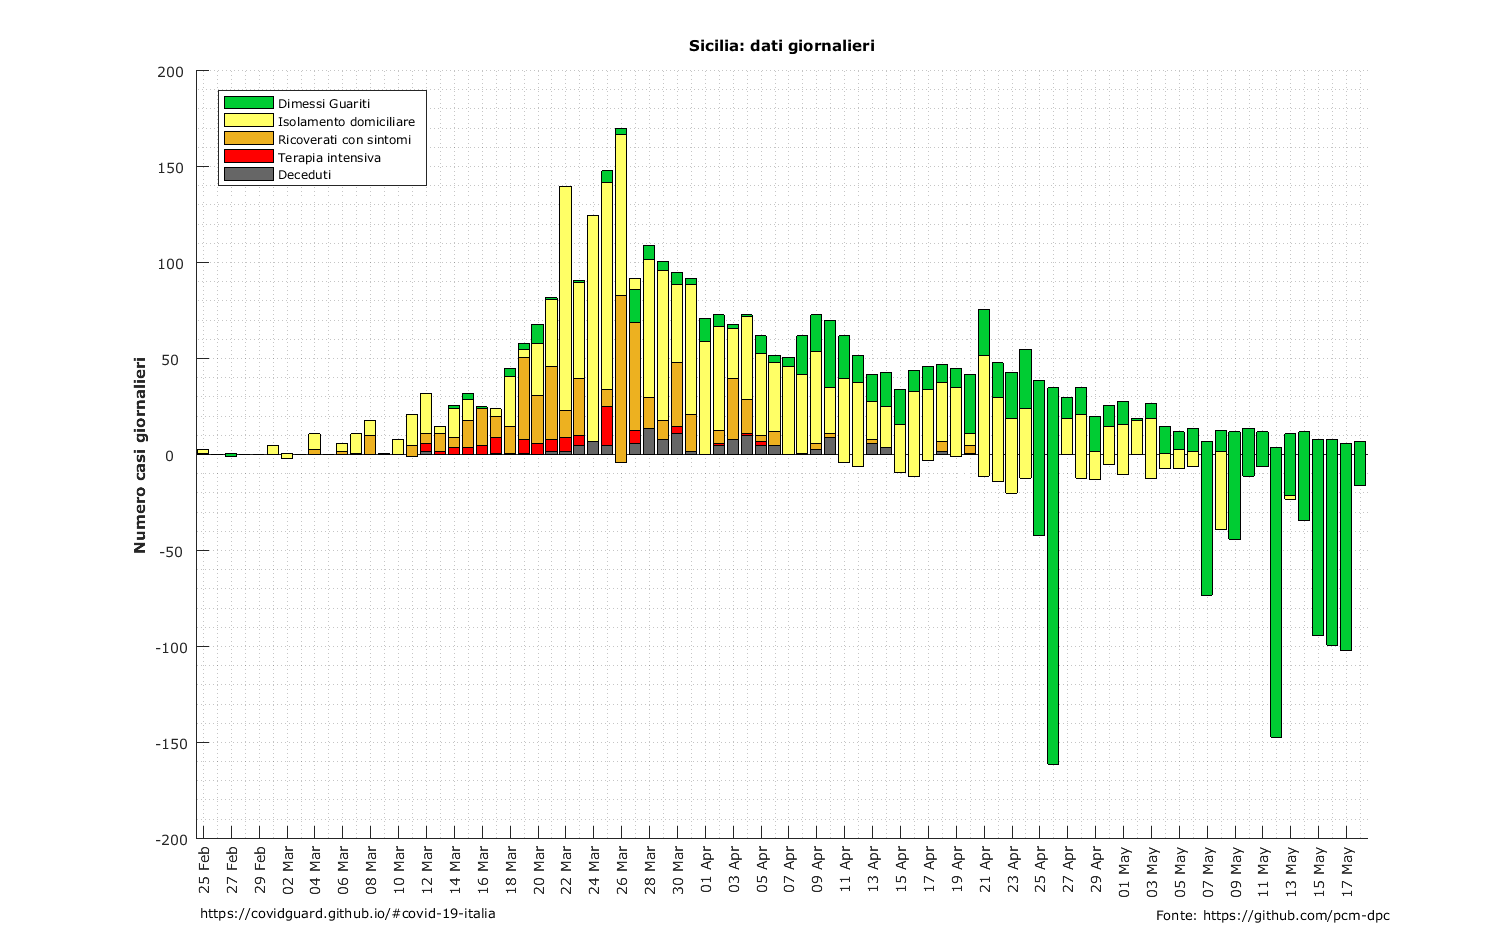 Sicilia: dati giornalieri
Numero casi giornalieri
200
150
100
50
0
-50
-100
-150
-200
Dimessi Guariti
Isolamento domiciliare
Ricoverati con sintomi
Terapia intensiva
Deceduti
25 Feb
27 Feb
29 Feb
02 Mar
04 Mar
06 Mar
08 Mar
10 Mar
12 Mar
14 Mar
16 Mar
18 Mar
20 Mar
22 Mar
24 Mar
26 Mar
28 Mar
30 Mar
01 Apr
03 Apr
05 Apr
07 Apr
09 Apr
11 Apr
13 Apr
15 Apr
17 Apr
19 Apr
21 Apr
23 Apr
25 Apr
27 Apr
29 Apr
01 May
03 May
05 May
07 May
09 May
11 May
13 May
15 May
17 May
https://covidguard.github.io/#covid-19-italia
Fonte: https://github.com/pcm-dpc